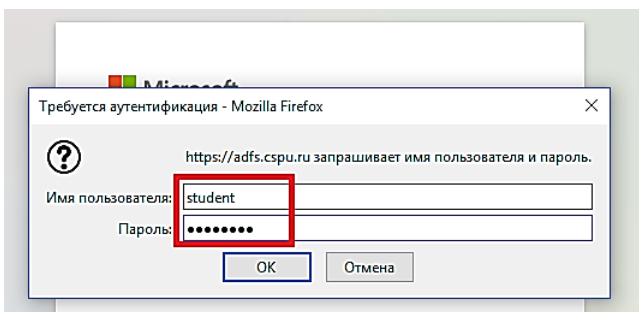 Microsoft
Требуется аутентификация - Mozilla Firefox
https://adfs.cspu.ru запрашивает имя пользователя и пароль.
Имя пользователя: student
Пароль: ●●●●●●●●
OK Отмена